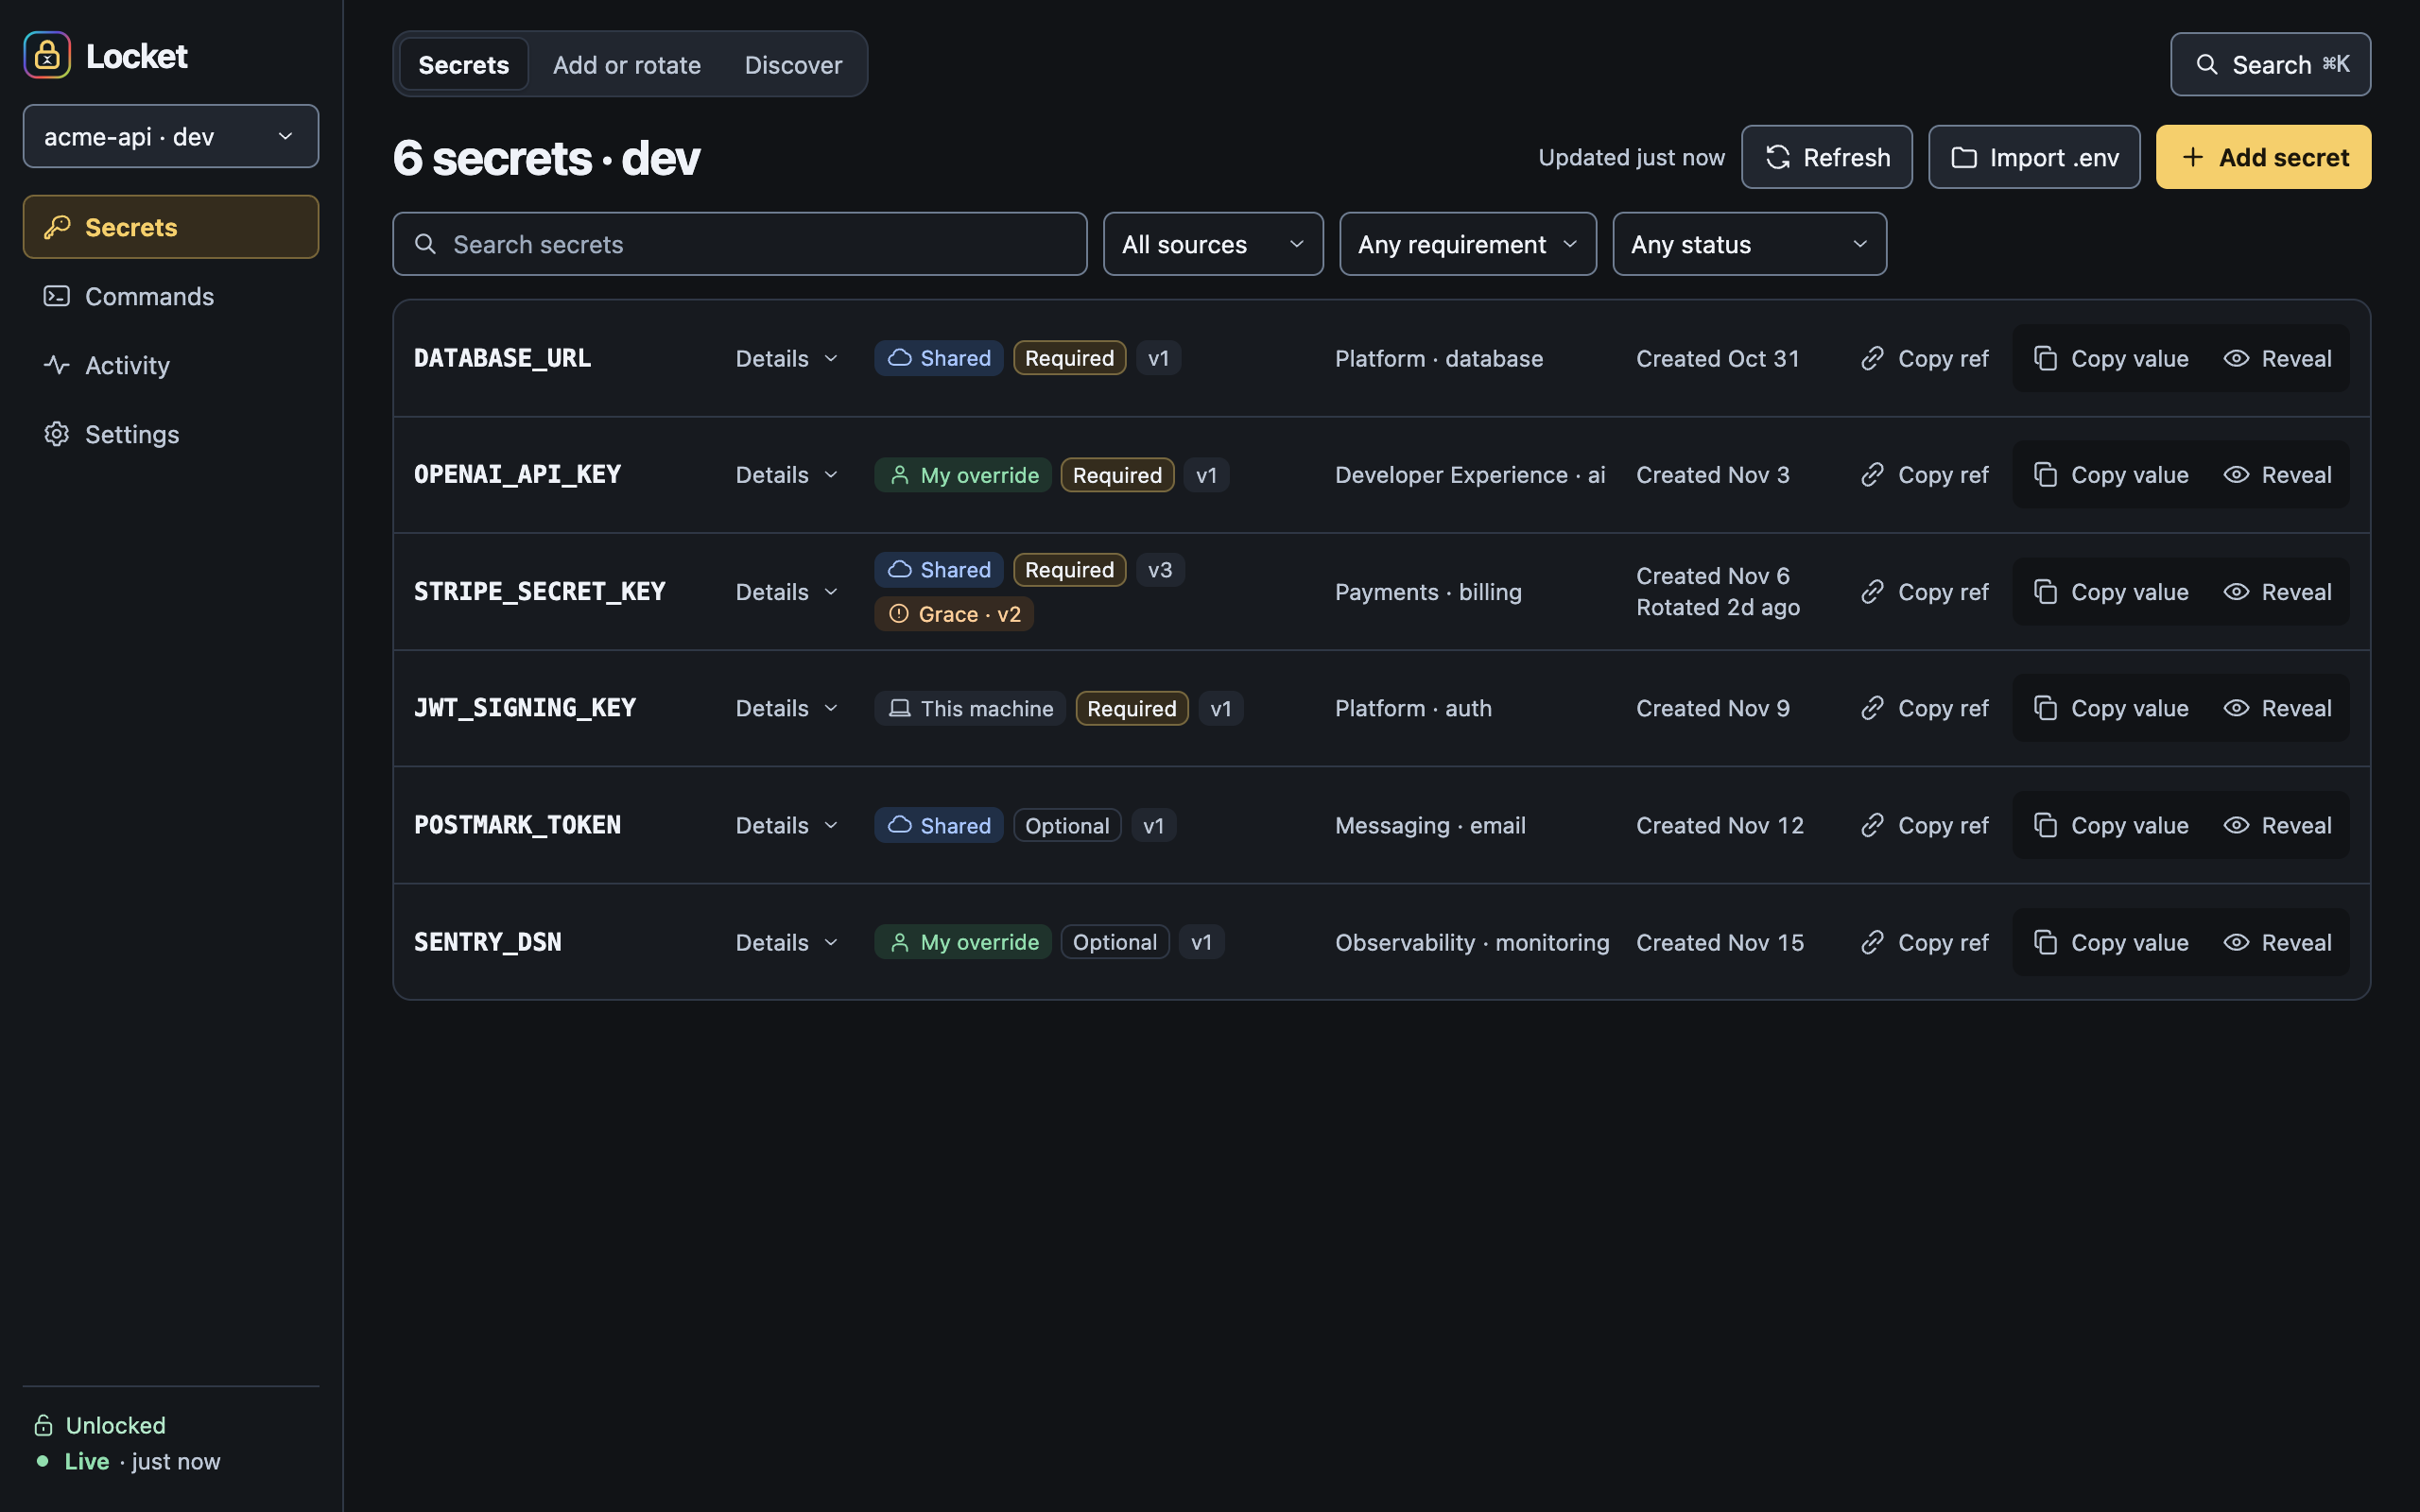 Locket
acme-api · dev
Secrets
Commands
Activity
Settings
Unlocked
Live · just now
Secrets Add or rotate Discover
Search ⌘K
6 secrets · dev
Updated just now Refresh Import .env + Add secret
Search secrets All sources Any requirement Any status
DATABASE_URL Details Shared Required v1 Platform · database Created Oct 31 Copy ref Copy value Reveal
OPENAI_API_KEY Details My override Required v1 Developer Experience · ai Created Nov 3 Copy ref Copy value Reveal
STRIPE_SECRET_KEY Details Shared Required v3 Grace · v2 Payments · billing Created Nov 6 Rotated 2d ago Copy ref Copy value Reveal
JWT_SIGNING_KEY Details This machine Required v1 Platform · auth Created Nov 9 Copy ref Copy value Reveal
POSTMARK_TOKEN Details Shared Optional v1 Messaging · email Created Nov 12 Copy ref Copy value Reveal
SENTRY_DSN Details My override Optional v1 Observability · monitoring Created Nov 15 Copy ref Copy value Reveal